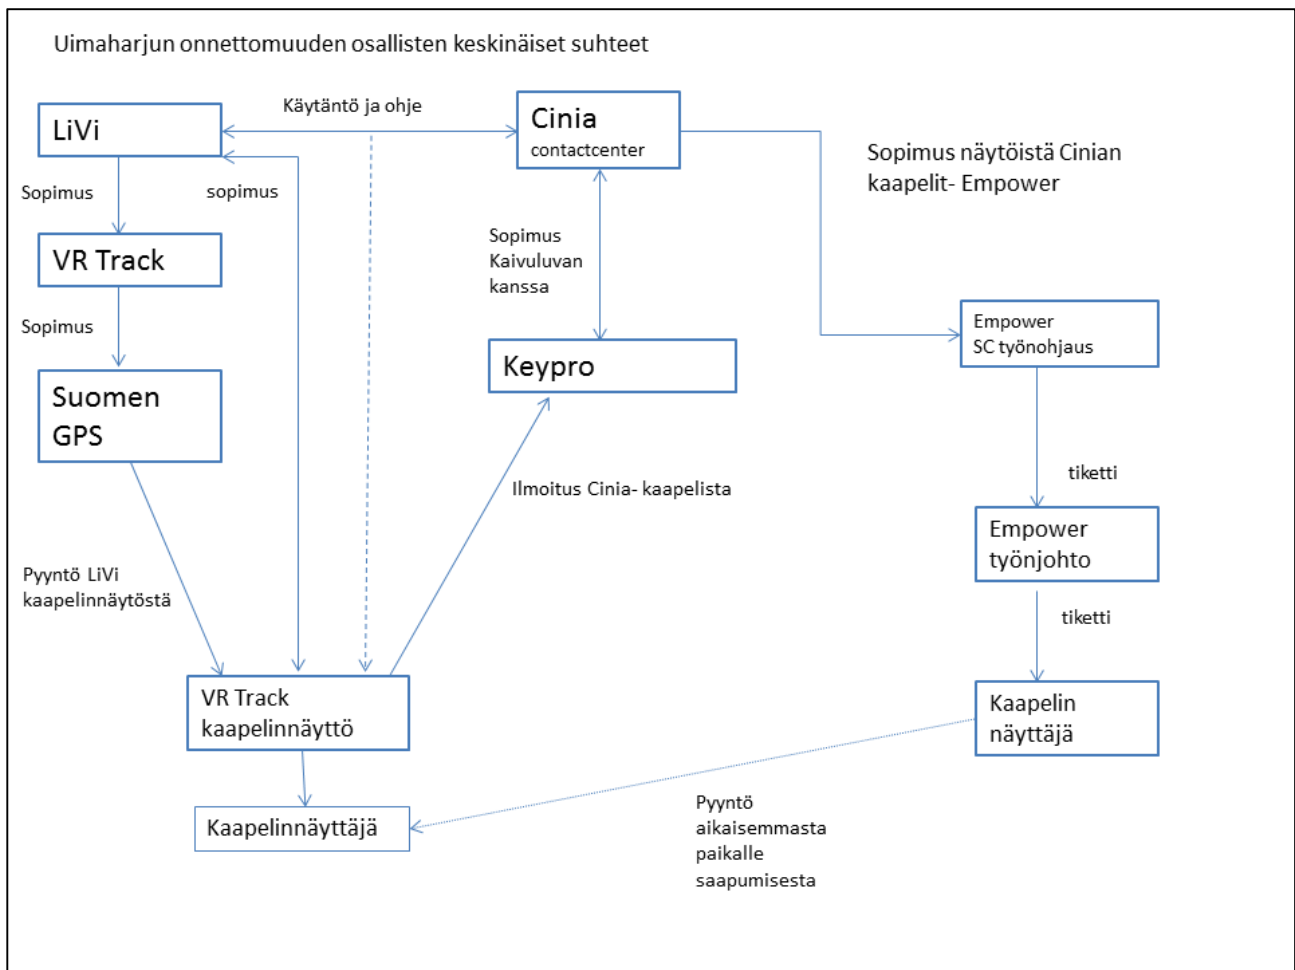 Uimaharjun onnettomuuden osallisten keskinäiset suhteet
LiVi
Käytäntö ja ohje
Cinia
contactcenter
Sopimus näytöistä Cinian
kaapelit- Empower
Sopimus
sopimus
VR Track
Sopimus
Kaivuluvan
kanssa
Sopimus
Empower
SC työnohjaus
Keypro
Suomen
GPS
Ilmoitus Cinia- kaapelista
tiketti
Empower
työnjohto
Pyyntö LiVi
kaapelinnäytöstä
tiketti
VR Track
kaapelinnäyttö
Kaapelin
näyttäjä
Kaapelinnäyttäjä
Pyyntö
aikaisemmasta
paikalle
saapumisesta